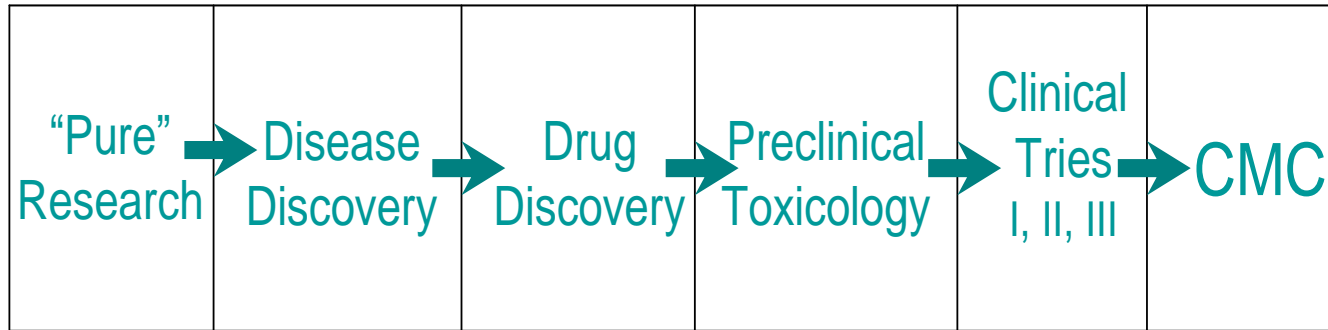 “Pure”
Research
Disease
Discovery
Drug
Discovery
Preclinical
Toxicology
Clinical
Tries
I, II, III
CMC